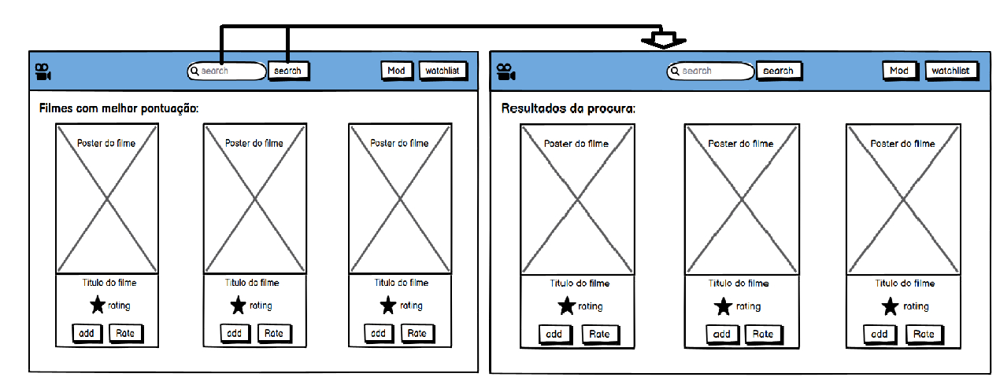 search
search
Mod
watchlist
Filmes com melhor pontuação:
Poster do filme
Poster do filme
Poster do filme
Titulo do filme
Titulo do filme
Titulo do filme
rating
rating
rating
add
Rate
add
Rate
add
Rate
search
search
Mod
watchlist
Resultados da procura:
Poster do filme
Poster do filme
Poster do filme
Titulo do filme
Titulo do filme
Titulo do filme
rating
rating
rating
add
Rate
add
Rate
add
Rate